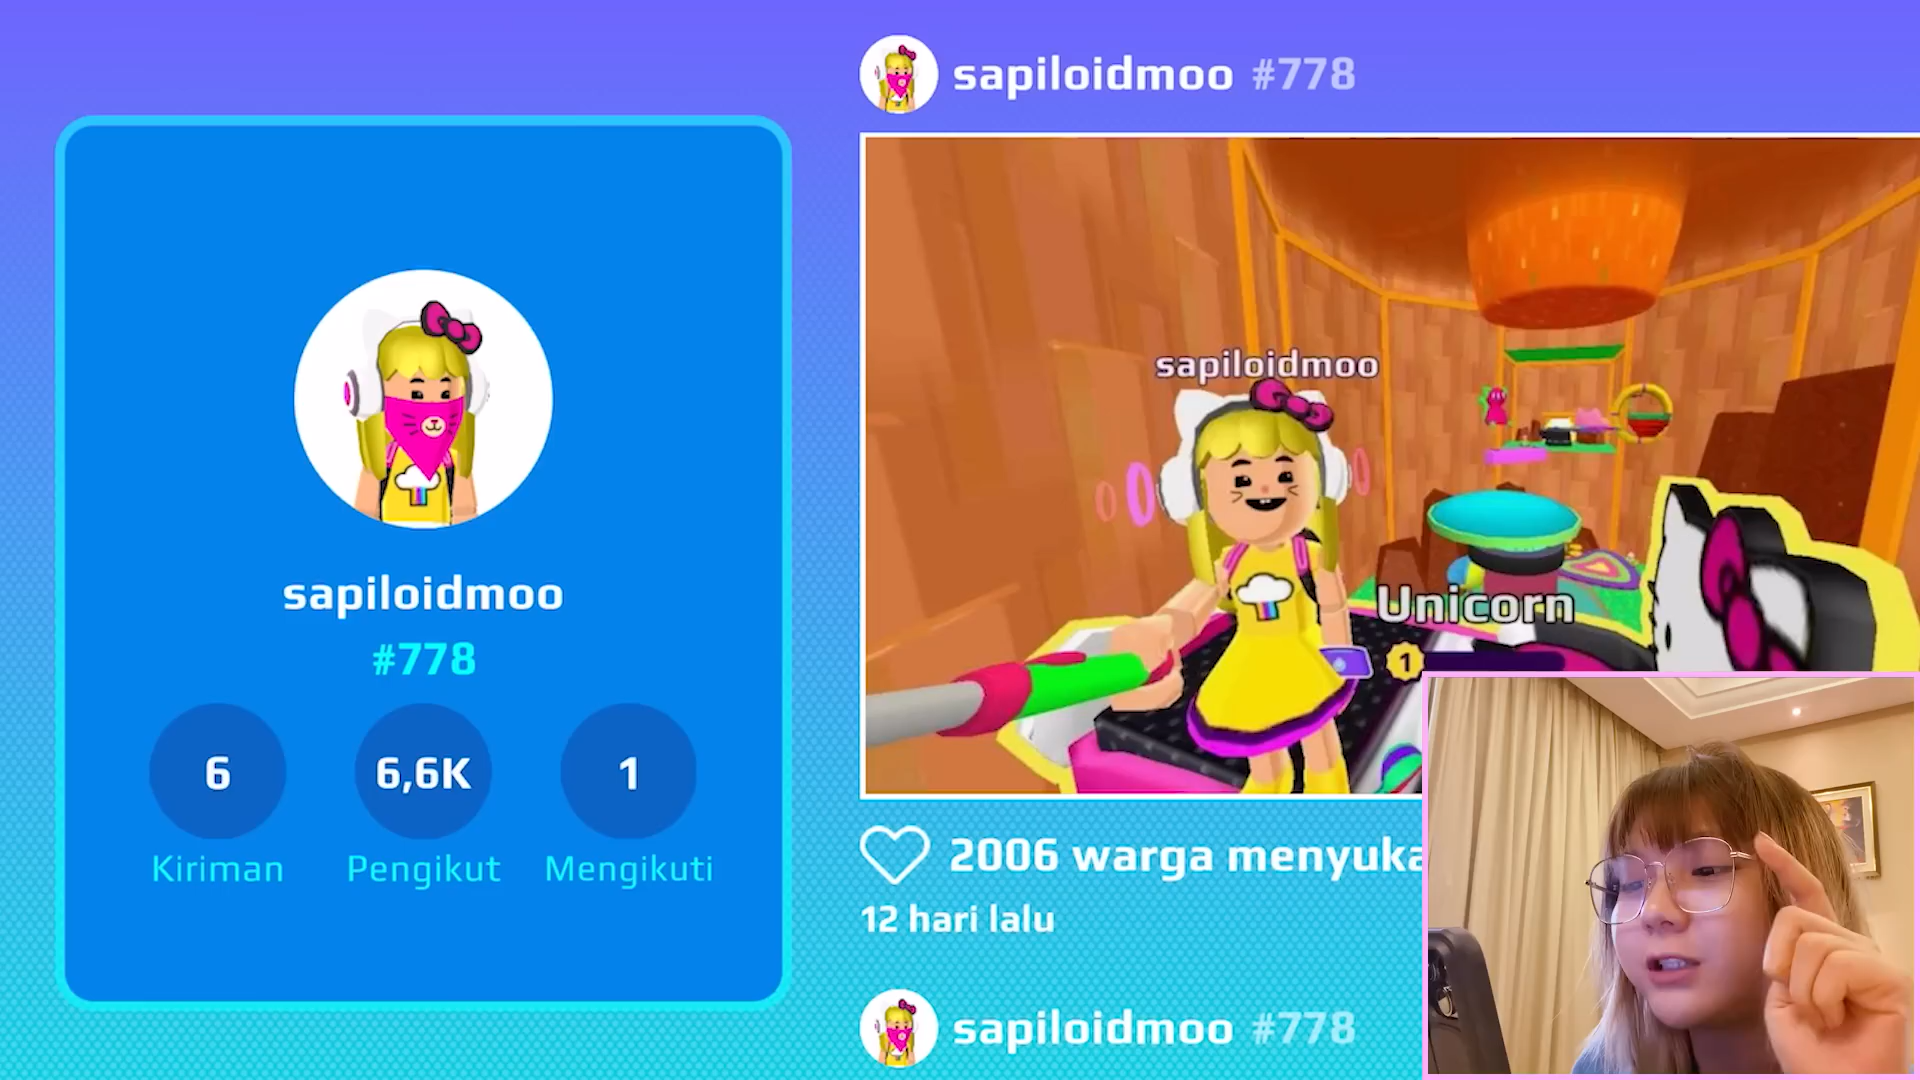 sapiloidmoo
#778
6
6,6K
1
Kiriman
Pengikut
Mengikuti
sapiloidmoo #778
sapiloidmoo
Unicorn
1
2006 warga menyuka
12 hari lalu
sapiloidmoo #778